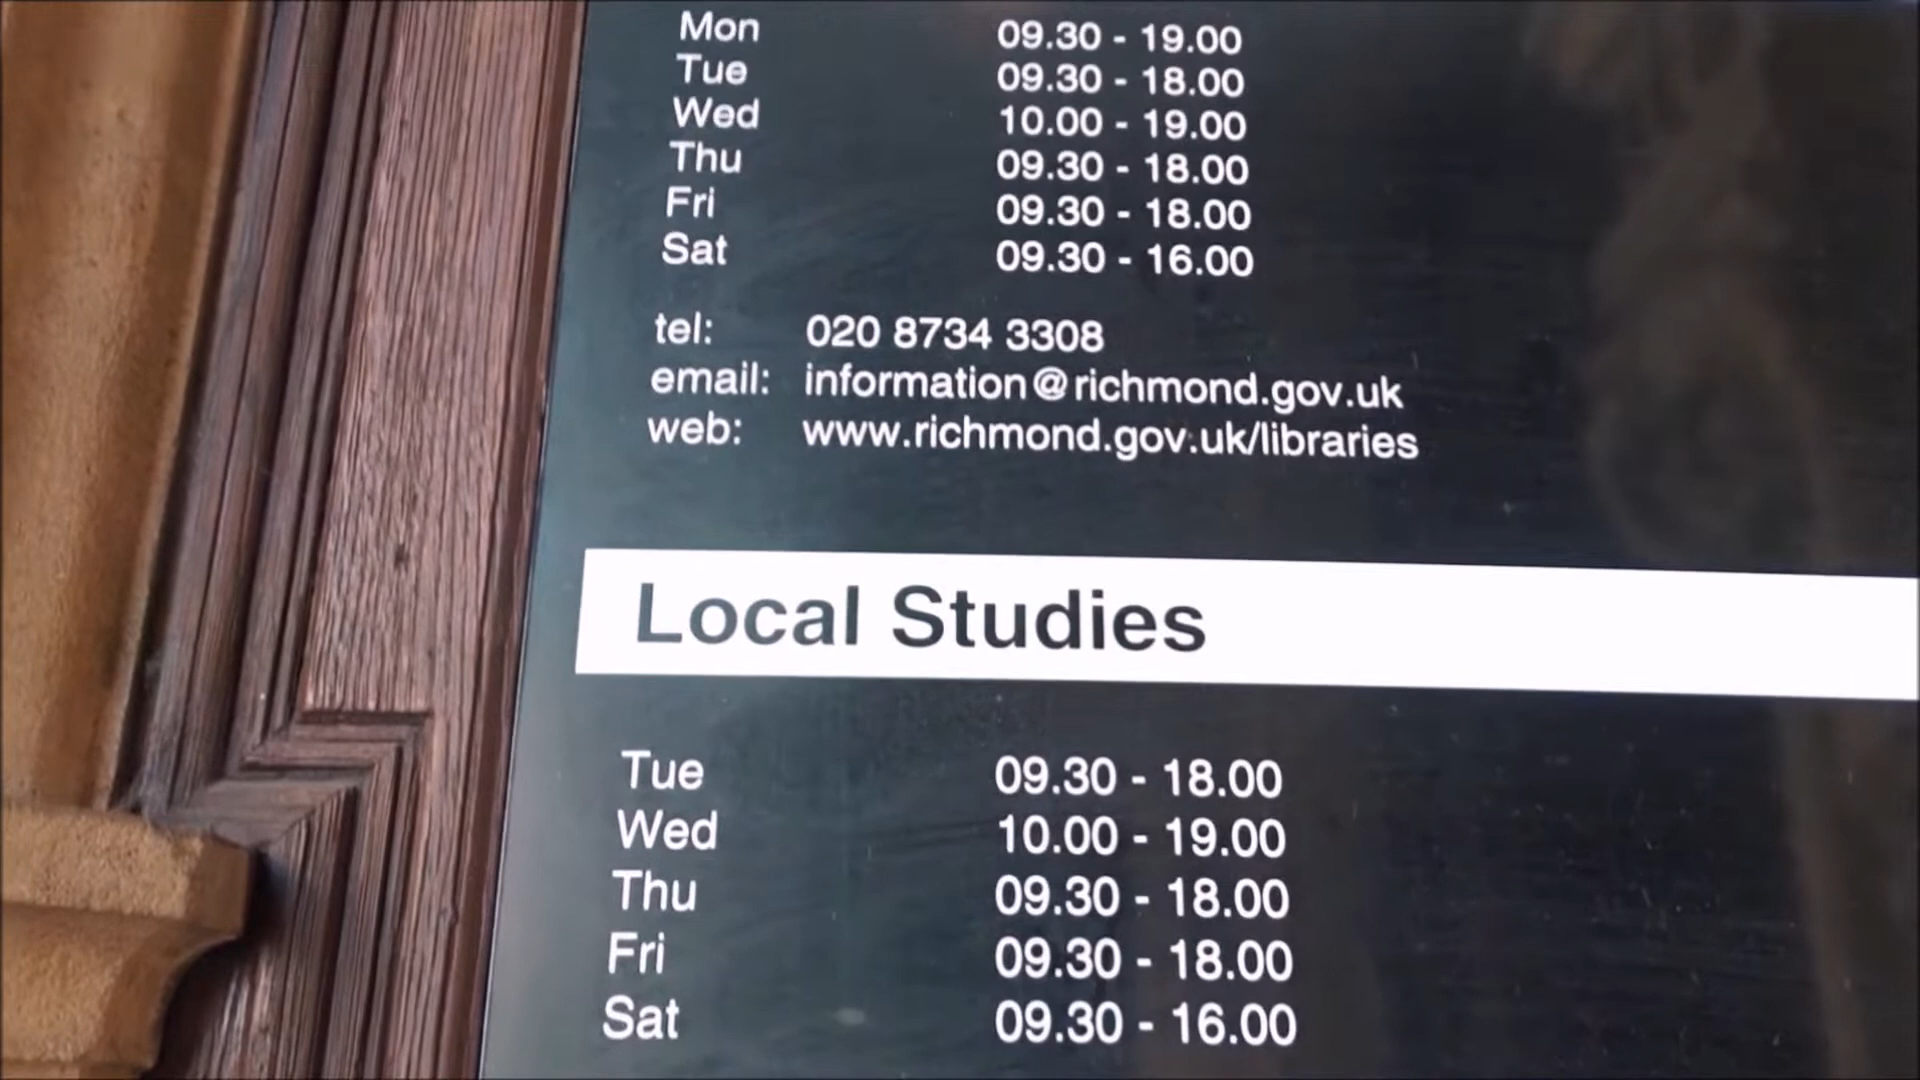 Mon 09.30 - 19.00
Tue 09.30 - 18.00
Wed 10.00 - 19.00
Thu 09.30 - 18.00
Fri 09.30 - 18.00
Sat 09.30 - 16.00
tel: 020 8734 3308
email: information@richmond.gov.uk
web: www.richmond.gov.uk/libraries
Local Studies
Tue 09.30 - 18.00
Wed 10.00 - 19.00
Thu 09.30 - 18.00
Fri 09.30 - 18.00
Sat 09.30 - 16.00